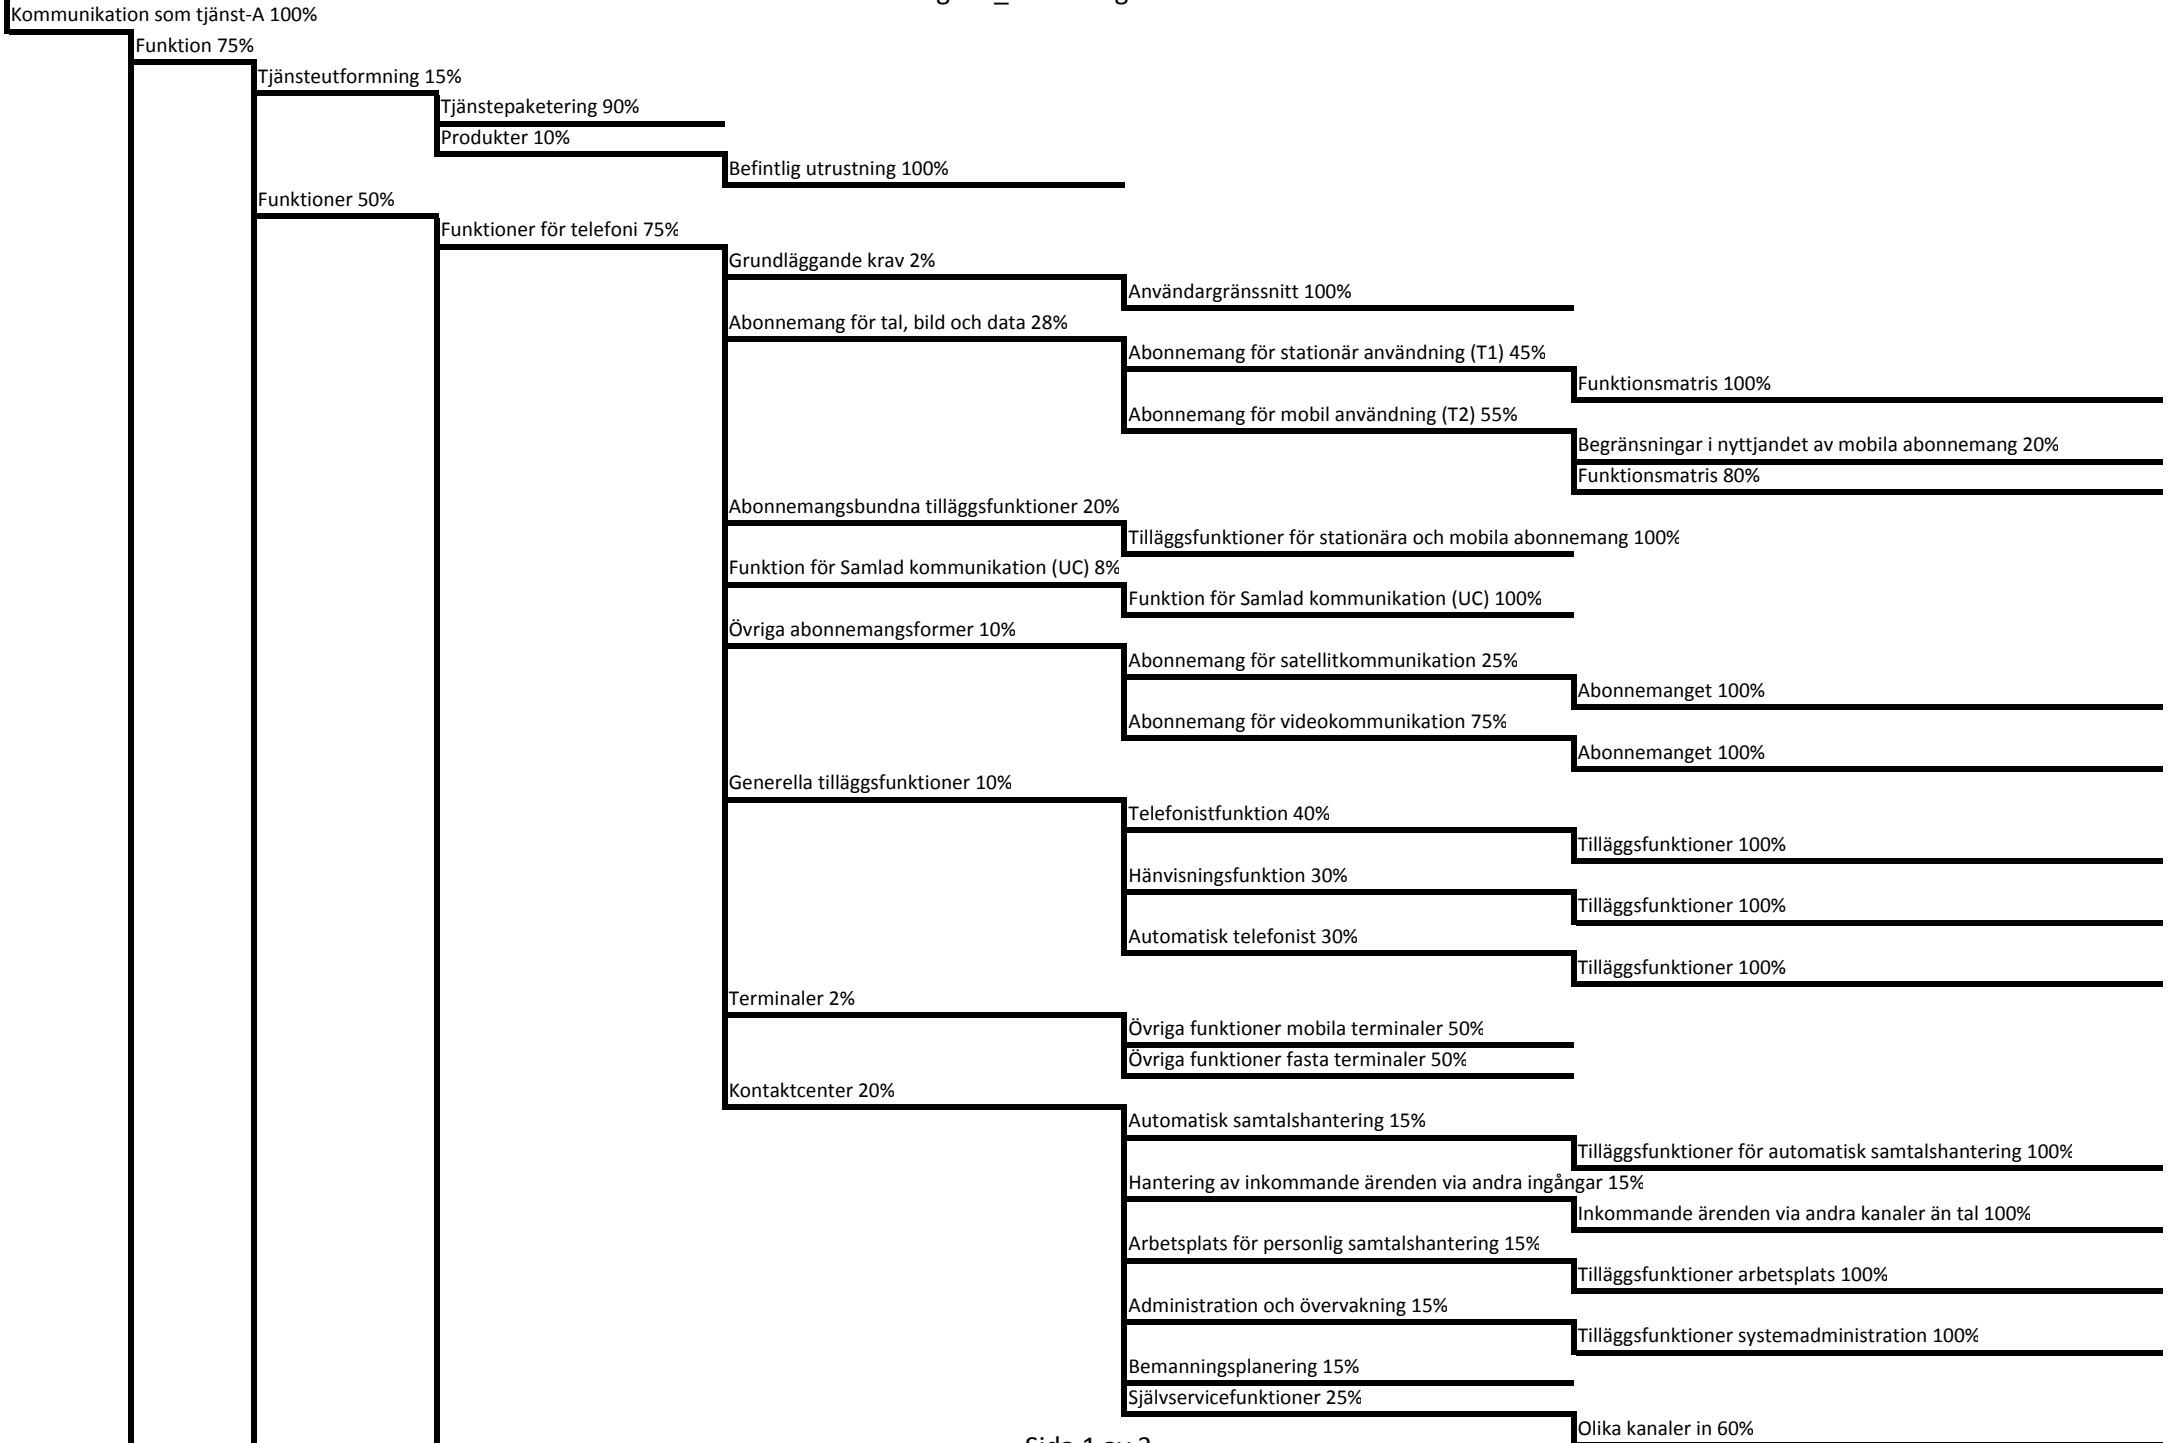 Kommunikation som tjänst-A 100%
Funktion 75%
Tjänsteutformning 15%
Tjänstepaketering 90%
Produkter 10%
Befintlig utrustning 100%
Funktioner 50%
Funktioner för telefoni 75%
Grundläggande krav 2%
Användargränssnitt 100%
Abonnemang för tal, bild och data 28%
Abonnemang för stationär användning (T1) 45%
Funktionsmatris 100%
Abonnemang för mobil användning (T2) 55%
Begränsningar i nyttjandet av mobila abonnemang 20%
Funktionsmatris 80%
Abonnemangsbundna tilläggsfunktioner 20%
Tilläggsfunktioner för stationära och mobila abonnemang 100%
Funktion för Samlad kommunikation (UC) 8%
Funktion för Samlad kommunikation (UC) 100%
Övriga abonnemangsformer 10%
Abonnemang för satellitkommunikation 25%
Abonnemanget 100%
Abonnemang för videokommunikation 75%
Abonnemanget 100%
Generella tilläggsfunktioner 10%
Telefonistfunktion 40%
Tilläggsfunktioner 100%
Hänvisningsfunktion 30%
Tilläggsfunktioner 100%
Automatisk telefonist 30%
Tilläggsfunktioner 100%
Terminaler 2%
Övriga funktioner mobila terminaler 50%
Övriga funktioner fasta terminaler 50%
Kontaktcenter 20%
Automatisk samtalshantering 15%
Tilläggsfunktioner för automatisk samtalshantering 100%
Hantering av inkommande ärenden via andra ingångar 15%
Inkommande ärenden via andra kanaler än tal 100%
Arbetsplats för personlig samtalshantering 15%
Tilläggsfunktioner arbetsplats 100%
Administration och övervakning 15%
Tilläggsfunktioner systemadministration 100%
Bemanningsplanering 15%
Självservicefunktioner 25%
Olika kanaler in 60%
Sida 1 av